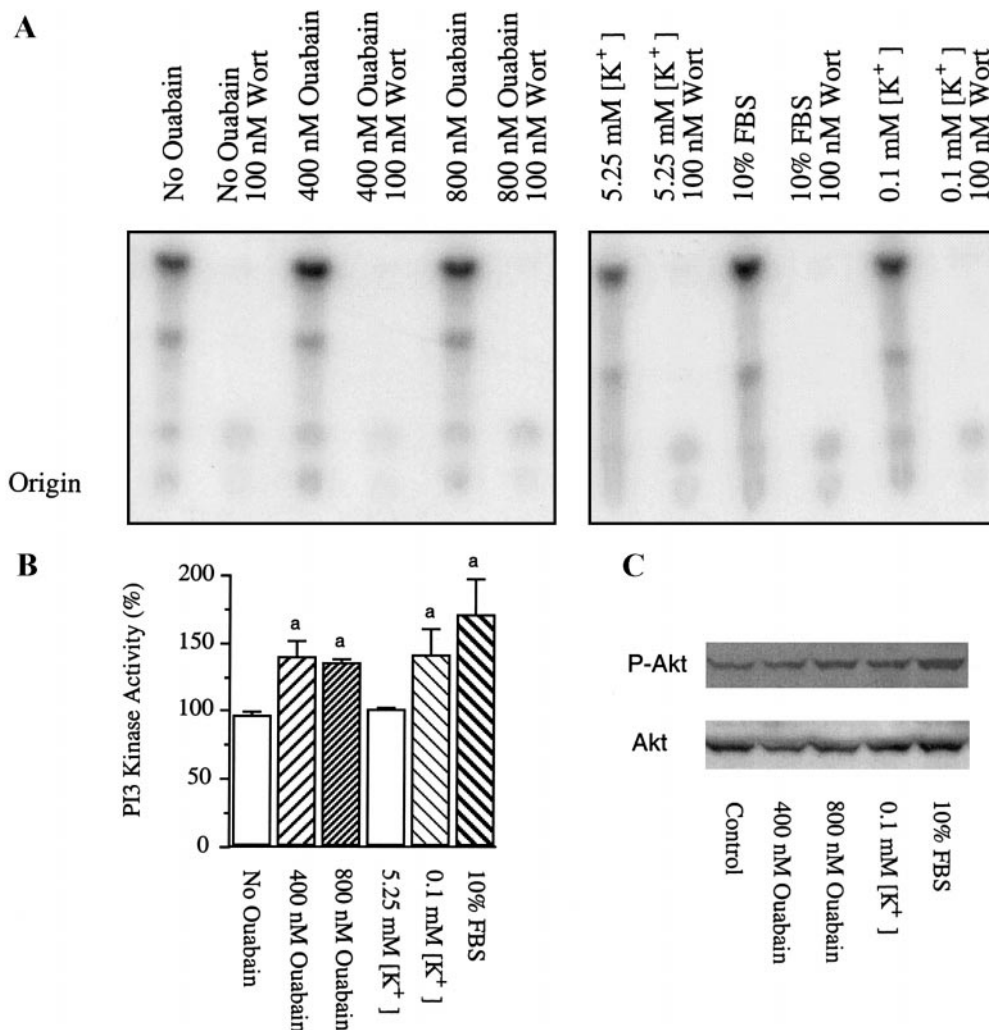 A
No Ouabain
No Ouabain
100 nM Wort
400 nM Ouabain
400 nM Ouabain
100 nM Wort
800 nM Ouabain
800 nM Ouabain
100 nM Wort
5.25 mM [K⁺]
5.25 mM [K⁺]
100 nM Wort
10% FBS
10% FBS
100 nM Wort
0.1 mM [K⁺]
0.1 mM [K⁺]
100 nM Wort
Origin
B
PI3 Kinase Activity (%)
200
150
100
50
0
a
a
a
a
No Ouabain
400 nM Ouabain
800 nM Ouabain
5.25 mM [K⁺]
0.1 mM [K⁺]
10% FBS
C
P-Akt
Akt
Control
400 nM Ouabain
800 nM Ouabain
0.1 mM [K⁺]
10% FBS